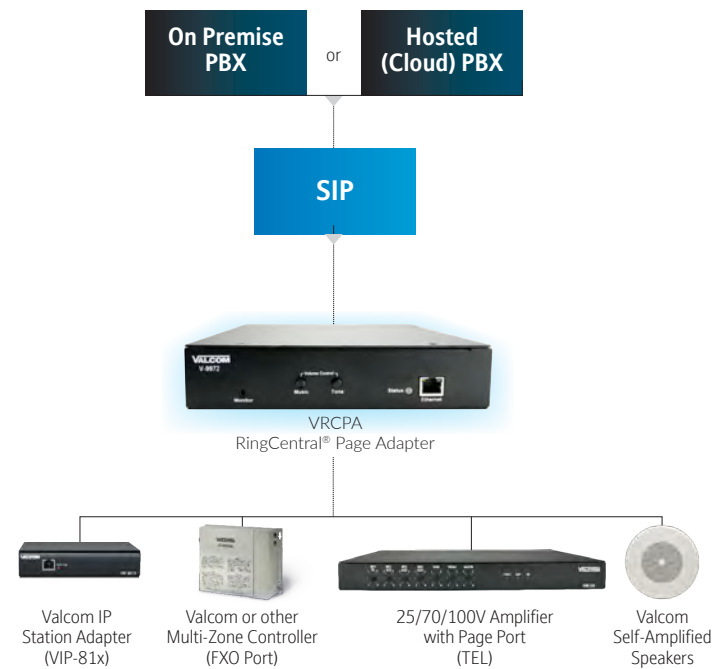 On Premise
PBX
or
Hosted
(Cloud) PBX
SIP
VALCOM
V-9972
Volume Control
Music
Tone
Monitor
Status
Ethernet
VRCPA
RingCentral® Page Adapter
VALCOM
Valcom IP
Station Adapter
(VIP-81x)
Valcom or other
Multi-Zone Controller
(FXO Port)
25/70/100V Amplifier
with Page Port
(TEL)
Valcom
Self-Amplified
Speakers